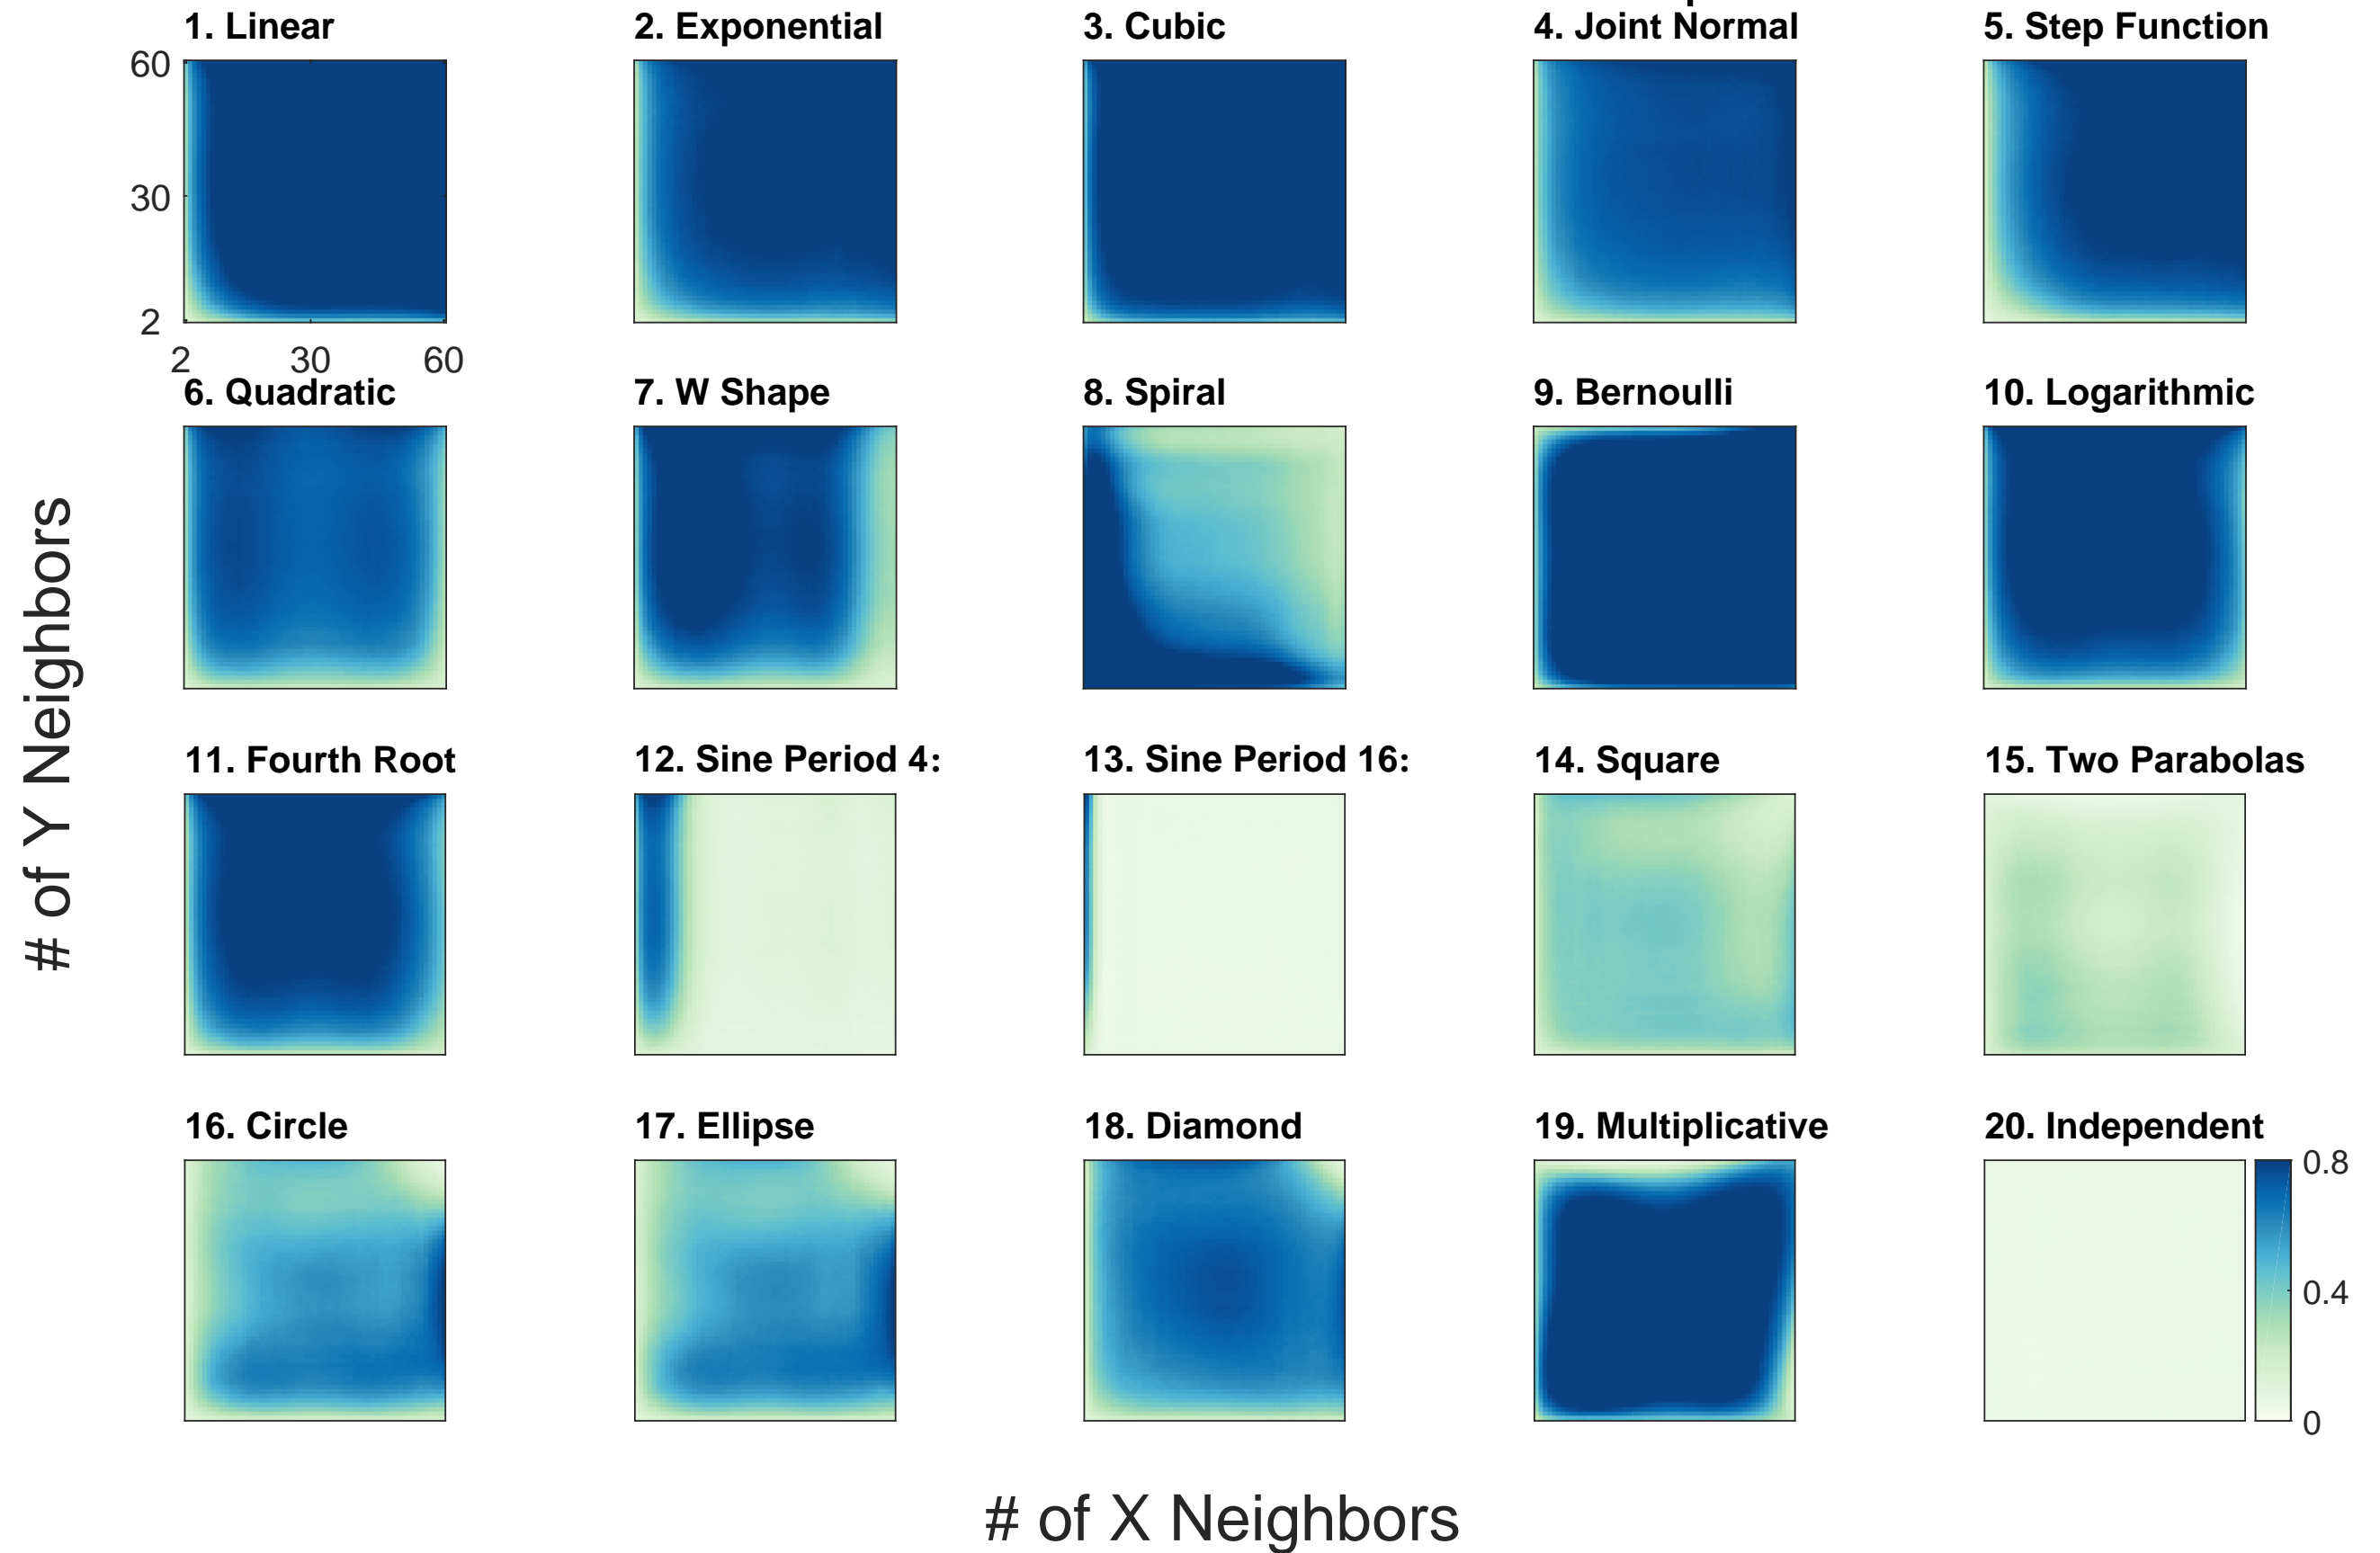 1. Linear
2. Exponential
3. Cubic
4. Joint Normal
5. Step Function
60
30
2
2
30
60
6. Quadratic
7. W Shape
8. Spiral
9. Bernoulli
10. Logarithmic
# of Y Neighbors
11. Fourth Root
12. Sine Period 4:
13. Sine Period 16:
14. Square
15. Two Parabolas
16. Circle
17. Ellipse
18. Diamond
19. Multiplicative
20. Independent
0.8
0.4
0
# of X Neighbors